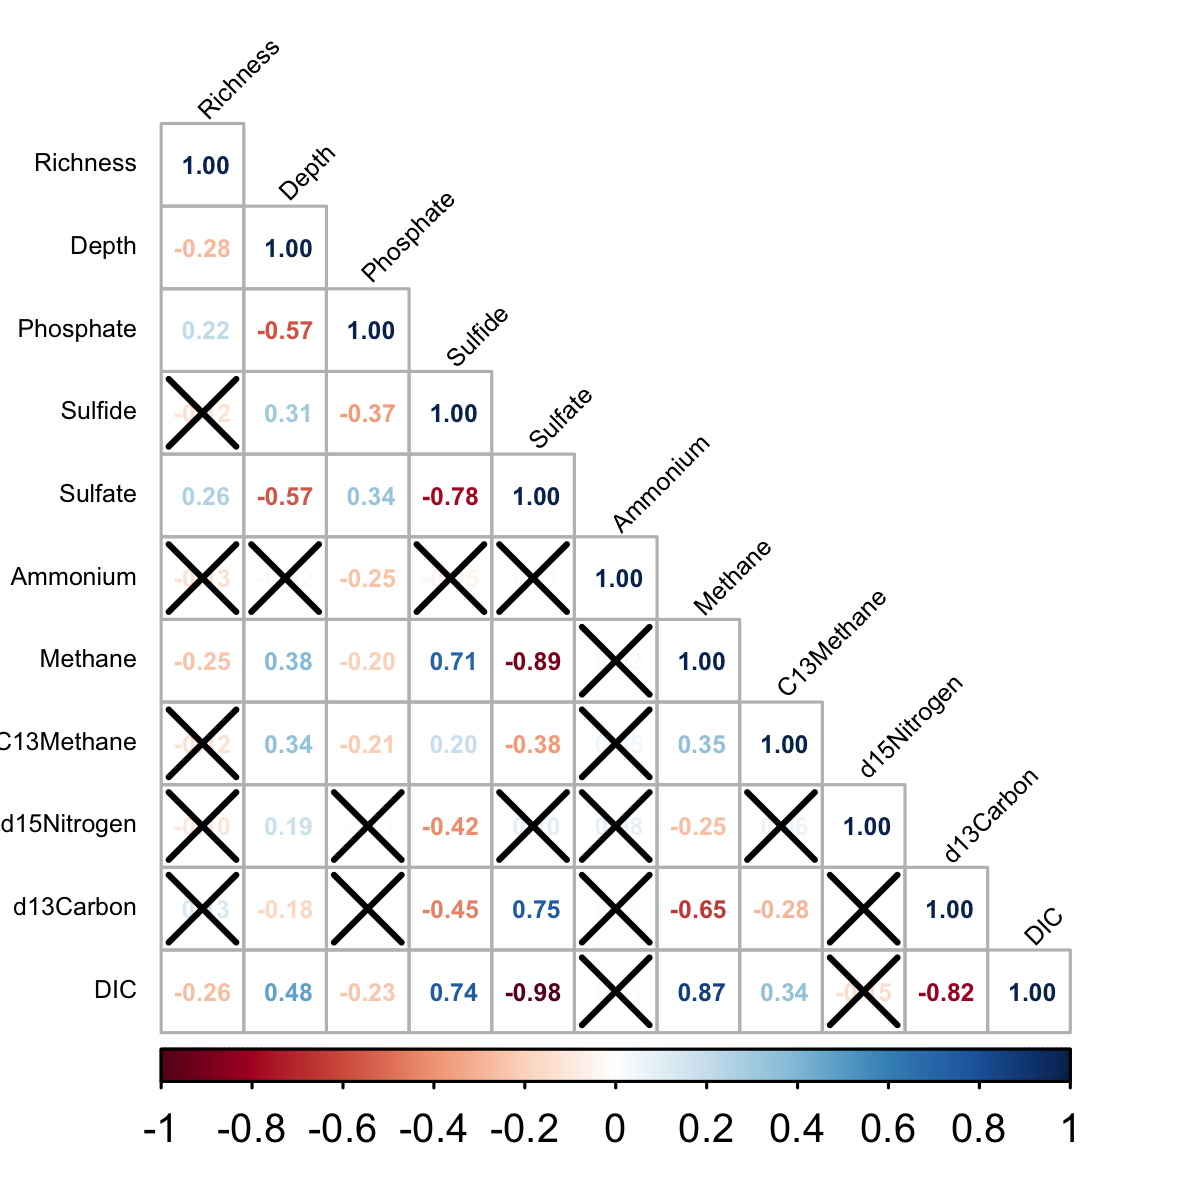 Richness
Richness 1.00
Depth
Depth -0.28 1.00
Phosphate
Phosphate 0.22 -0.57 1.00
Sulfide
Sulfide 0.31 -0.37 1.00
Sulfate
Sulfate 0.26 -0.57 0.34 -0.78 1.00
Ammonium
Ammonium -0.25 1.00
Methane
Methane -0.25 0.38 -0.20 0.71 -0.89 1.00
C13Methane
C13Methane 0.34 -0.21 0.20 -0.38 0.35 1.00
d15Nitrogen
d15Nitrogen 0.19 -0.42 -0.25 1.00
d13Carbon
d13Carbon -0.18 -0.45 0.75 -0.65 -0.28 1.00
DIC
DIC -0.26 0.48 -0.23 0.74 -0.98 0.87 0.34 -0.82 1.00
-1 -0.8 -0.6 -0.4 -0.2 0 0.2 0.4 0.6 0.8 1